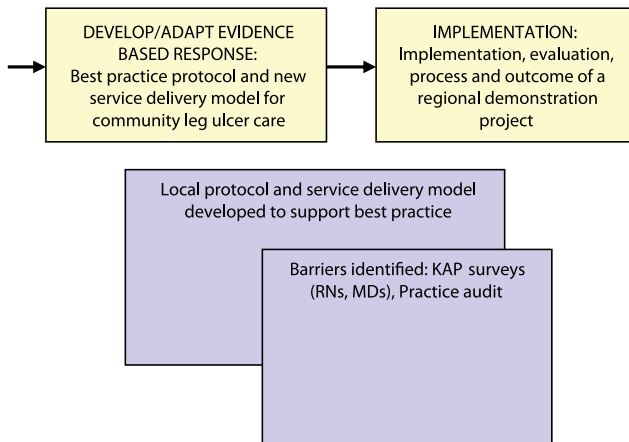 DEVELOP/ADAPT EVIDENCE
BASED RESPONSE:
Best practice protocol and new
service delivery model for
community leg ulcer care
IMPLEMENTATION:
Implementation, evaluation,
process and outcome of a
regional demonstration
project
Local protocol and service delivery model
developed to support best practice
Barriers identified: KAP surveys
(RNs, MDs), Practice audit